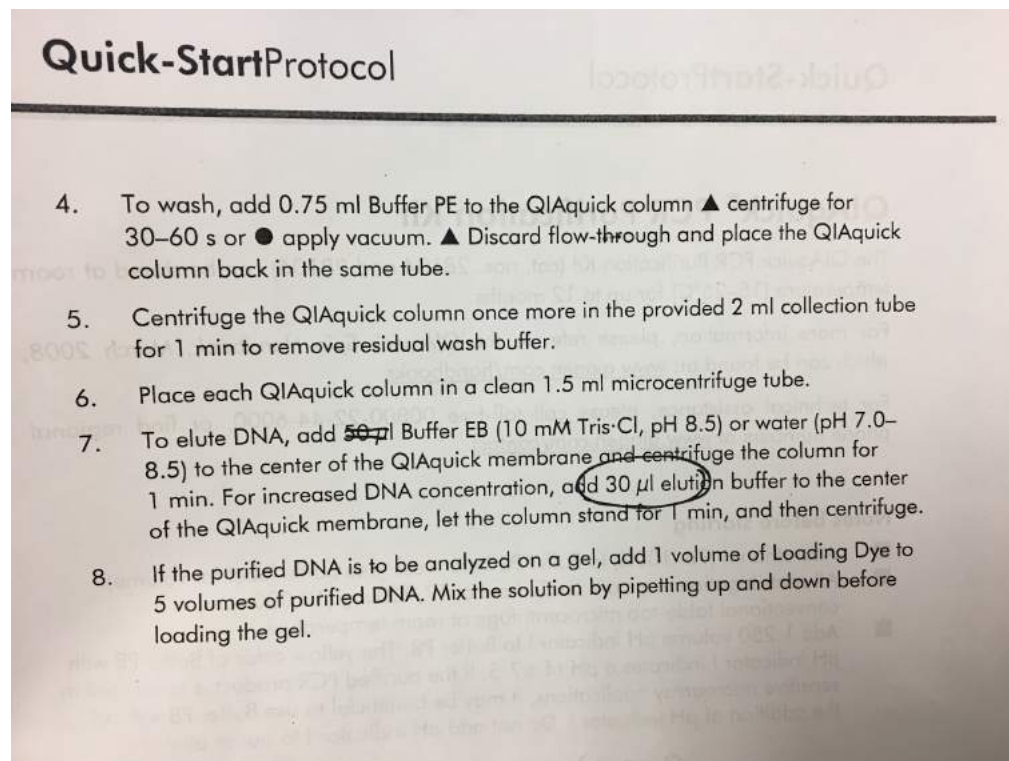 Quick-StartProtocol
4. To wash, add 0.75 ml Buffer PE to the QIAquick column ▲ centrifuge for
30–60 s or ● apply vacuum. ▲ Discard flow-through and place the QIAquick
column back in the same tube.
5. Centrifuge the QIAquick column once more in the provided 2 ml collection tube
for 1 min to remove residual wash buffer.
6. Place each QIAquick column in a clean 1.5 ml microcentrifuge tube.
7. To elute DNA, add 50 µl Buffer EB (10 mM Tris·Cl, pH 8.5) or water (pH 7.0–
8.5) to the center of the QIAquick membrane and centrifuge the column for
1 min. For increased DNA concentration, add 30 µl elution buffer to the center
of the QIAquick membrane, let the column stand for 1 min, and then centrifuge.
8. If the purified DNA is to be analyzed on a gel, add 1 volume of Loading Dye to
5 volumes of purified DNA. Mix the solution by pipetting up and down before
loading the gel.